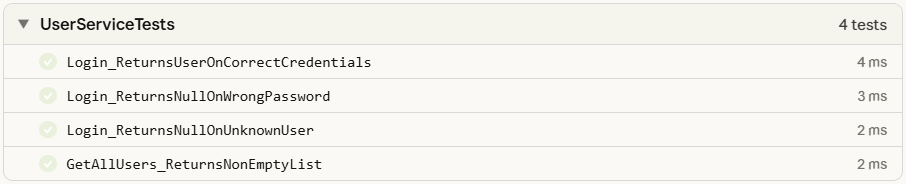 UserServiceTests 4 tests
Login_ReturnsUserOnCorrectCredentials 4 ms
Login_ReturnsNullOnWrongPassword 3 ms
Login_ReturnsNullOnUnknownUser 2 ms
GetAllUsers_ReturnsNonEmptyList 2 ms